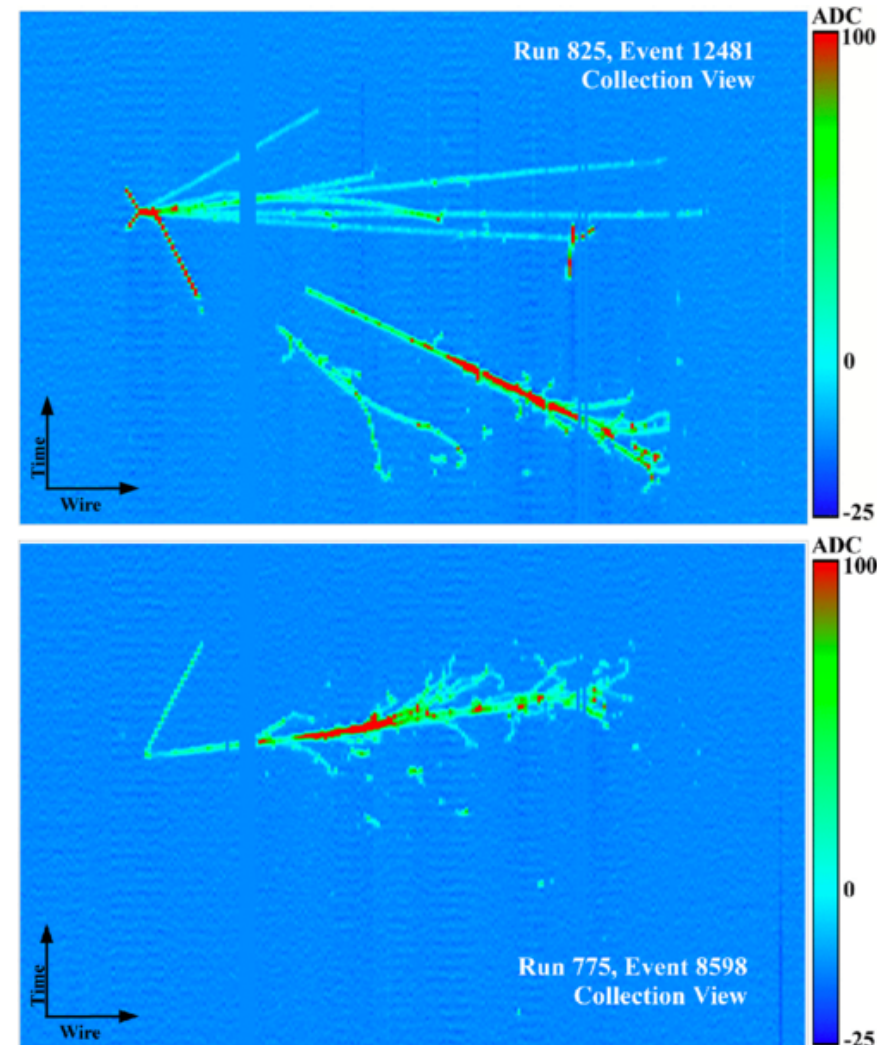 ADC
100
Run 825, Event 12481
Collection View
0
Time
Wire
-25
ADC
100
0
Run 775, Event 8598
Collection View
Time
Wire
-25